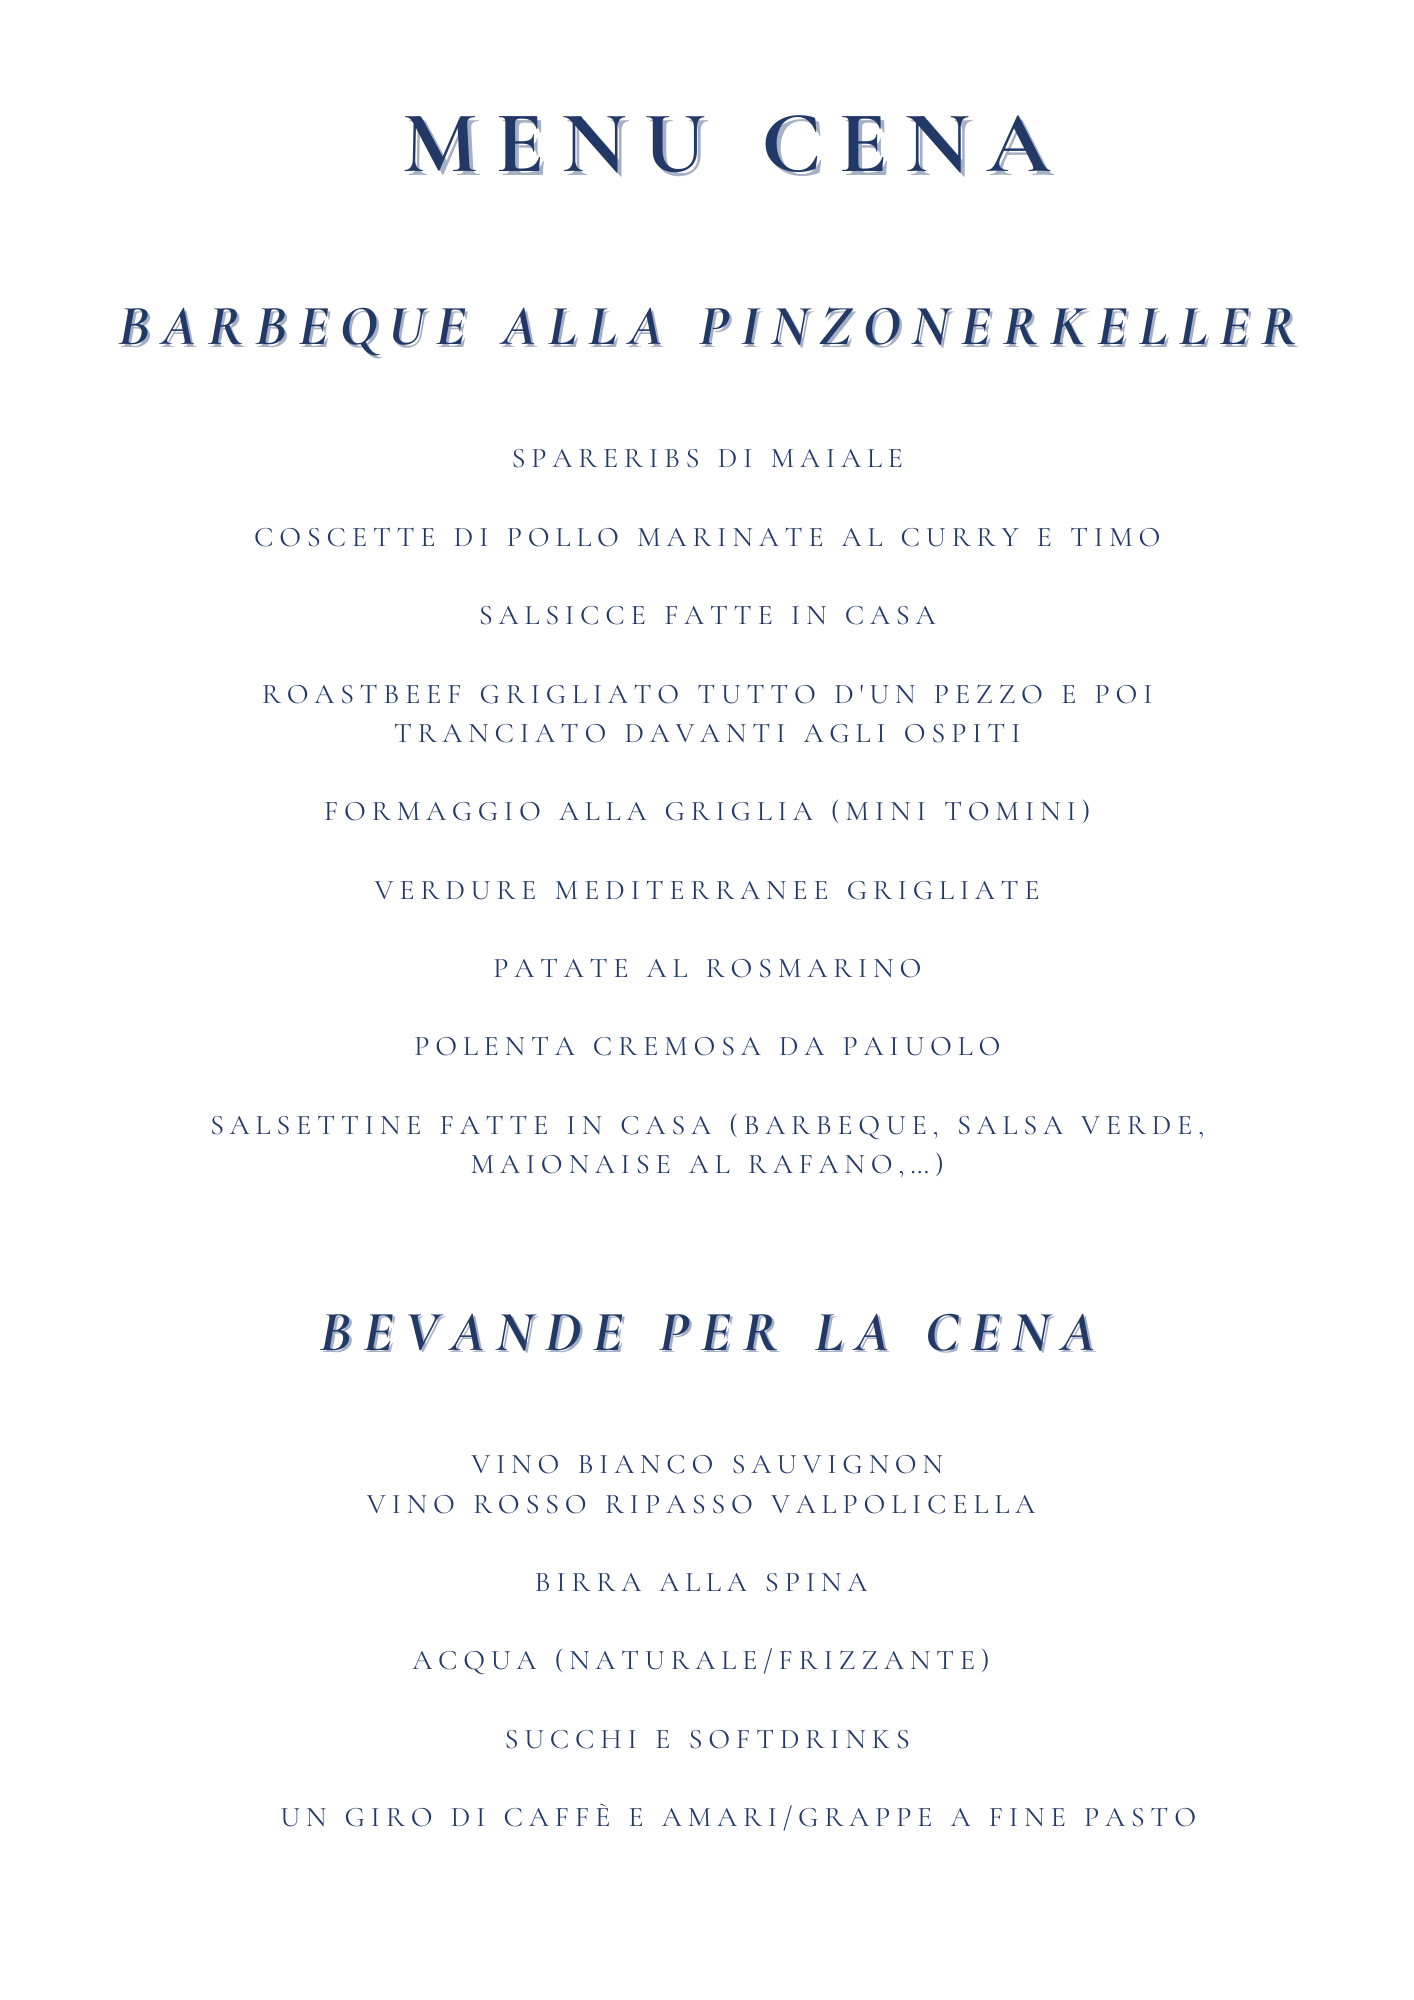 MENU CENA
BARBEQUE ALLA PINZONERKELLER
SPARERIBS DI MAIALE
COSCETTE DI POLLO MARINATE AL CURRY E TIMO
SALSICCE FATTE IN CASA
ROASTBEEF GRIGLIATO TUTTO D'UN PEZZO E POI
TRANCIATO DAVANTI AGLI OSPITI
FORMAGGIO ALLA GRIGLIA (MINI TOMINI)
VERDURE MEDITERRANEE GRIGLIATE
PATATE AL ROSMARINO
POLENTA CREMOSA DA PAIUOLO
SALSETTINE FATTE IN CASA (BARBEQUE, SALSA VERDE,
MAIONAISE AL RAFANO,...)
BEVANDE PER LA CENA
VINO BIANCO SAUVIGNON
VINO ROSSO RIPASSO VALPOLICELLA
BIRRA ALLA SPINA
ACQUA (NATURALE/FRIZZANTE)
SUCCHI E SOFTDRINKS
UN GIRO DI CAFFÈ E AMARI/GRAPPE A FINE PASTO